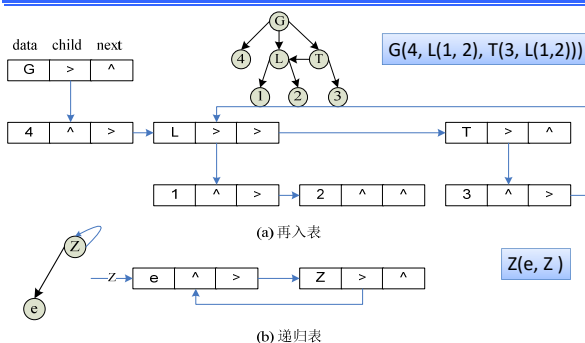 G
4 L T
1 2 3
G(4, L(1, 2), T(3, L(1,2)))
data child next
G > ^
4 ^ > L > > T > ^
1 ^ > 2 ^ ^ 3 ^ >
(a) 再入表
Z
e
Z e ^ > Z > ^
Z(e, Z )
(b) 递归表